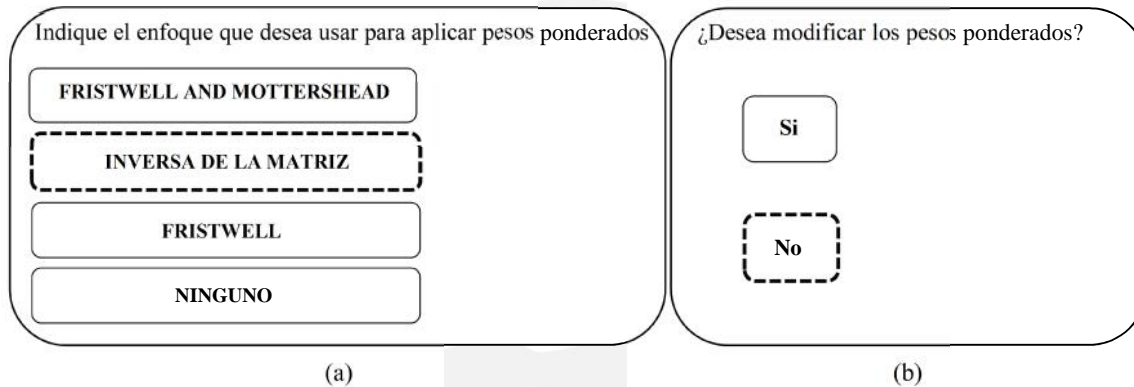 Indique el enfoque que desea usar para aplicar pesos ponderados
FRISTWELL AND MOTTERSHEAD
INVERSA DE LA MATRIZ
FRISTWELL
NINGUNO
(a)
¿Desea modificar los pesos ponderados?
Si
No
(b)